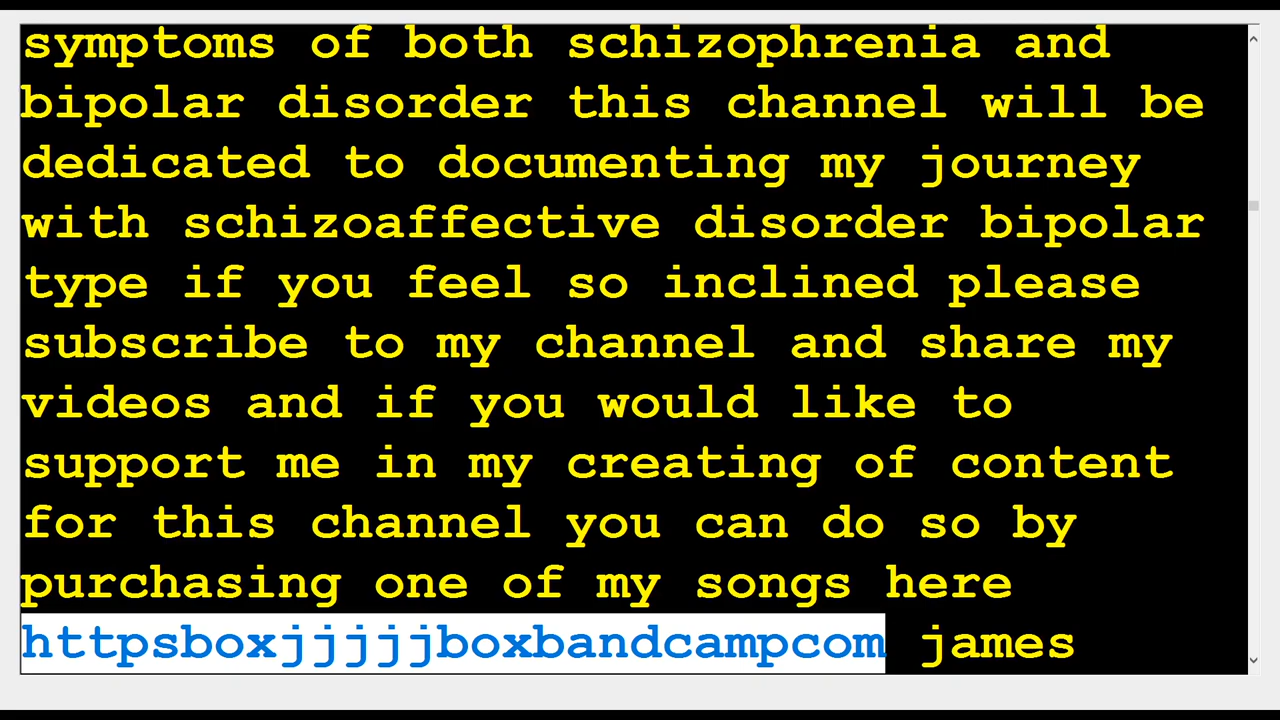 symptoms of both schizophrenia and
bipolar disorder this channel will be
dedicated to documenting my journey
with schizoaffective disorder bipolar
type if you feel so inclined please
subscribe to my channel and share my
videos and if you would like to
support me in my creating of content
for this channel you can do so by
purchasing one of my songs here
httpsboxjjjjjboxbandcampcom james